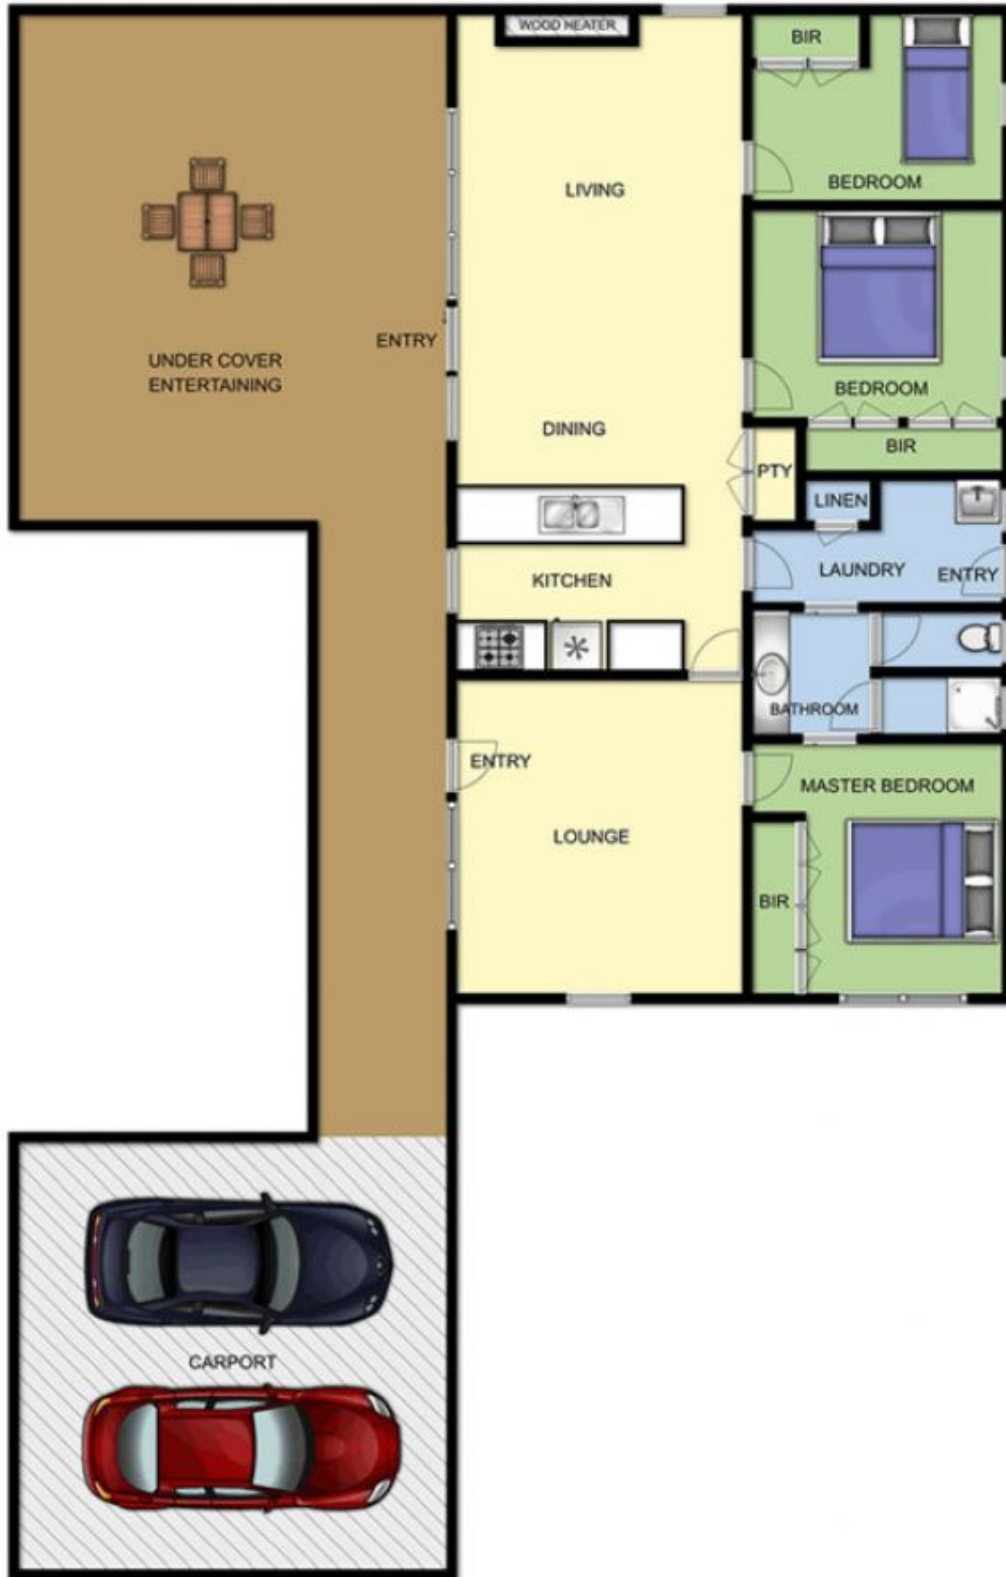 WOOD HEATER
BIR
LIVING
BEDROOM
ENTRY
UNDER COVER
ENTERTAINING
BEDROOM
DINING
BIR
PTY
LINEN
KITCHEN
LAUNDRY
ENTRY
BATHROOM
ENTRY
MASTER BEDROOM
LOUNGE
BIR
CARPORT